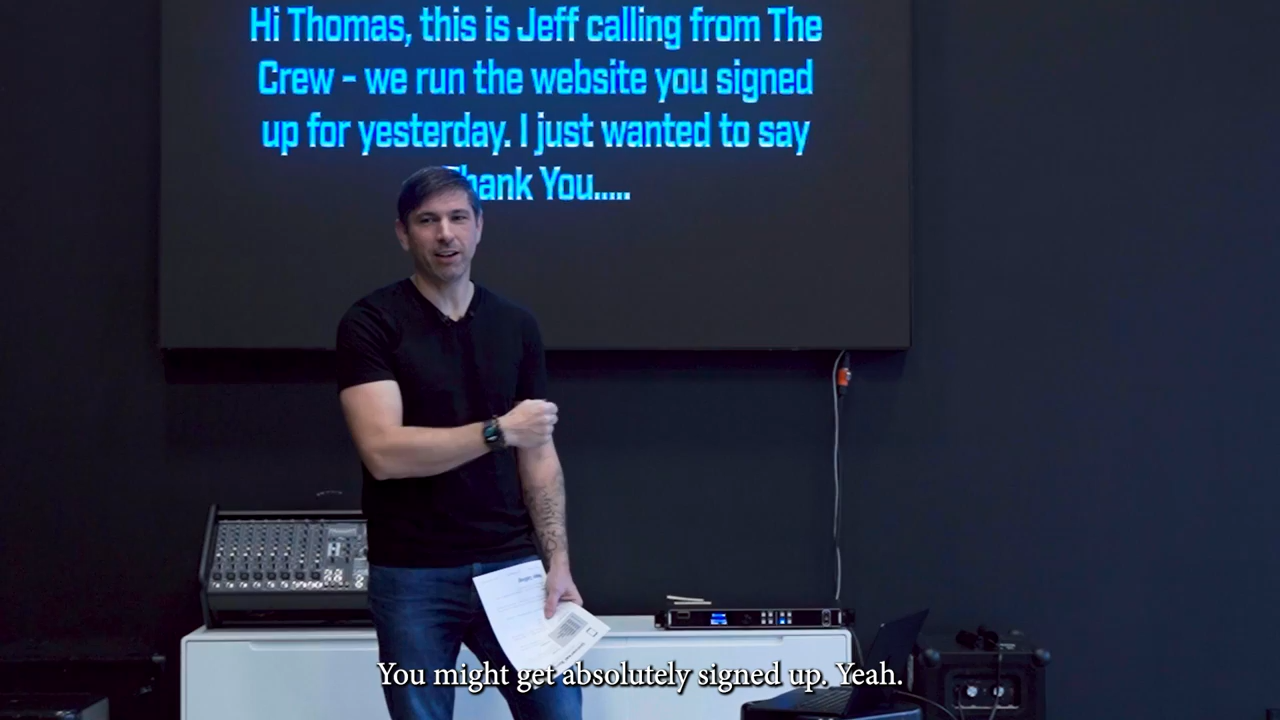 Hi Thomas, this is Jeff calling from The
Crew - we run the website you signed
up for yesterday. I just wanted to say
Thank You.....
You might get absolutely signed up. Yeah.